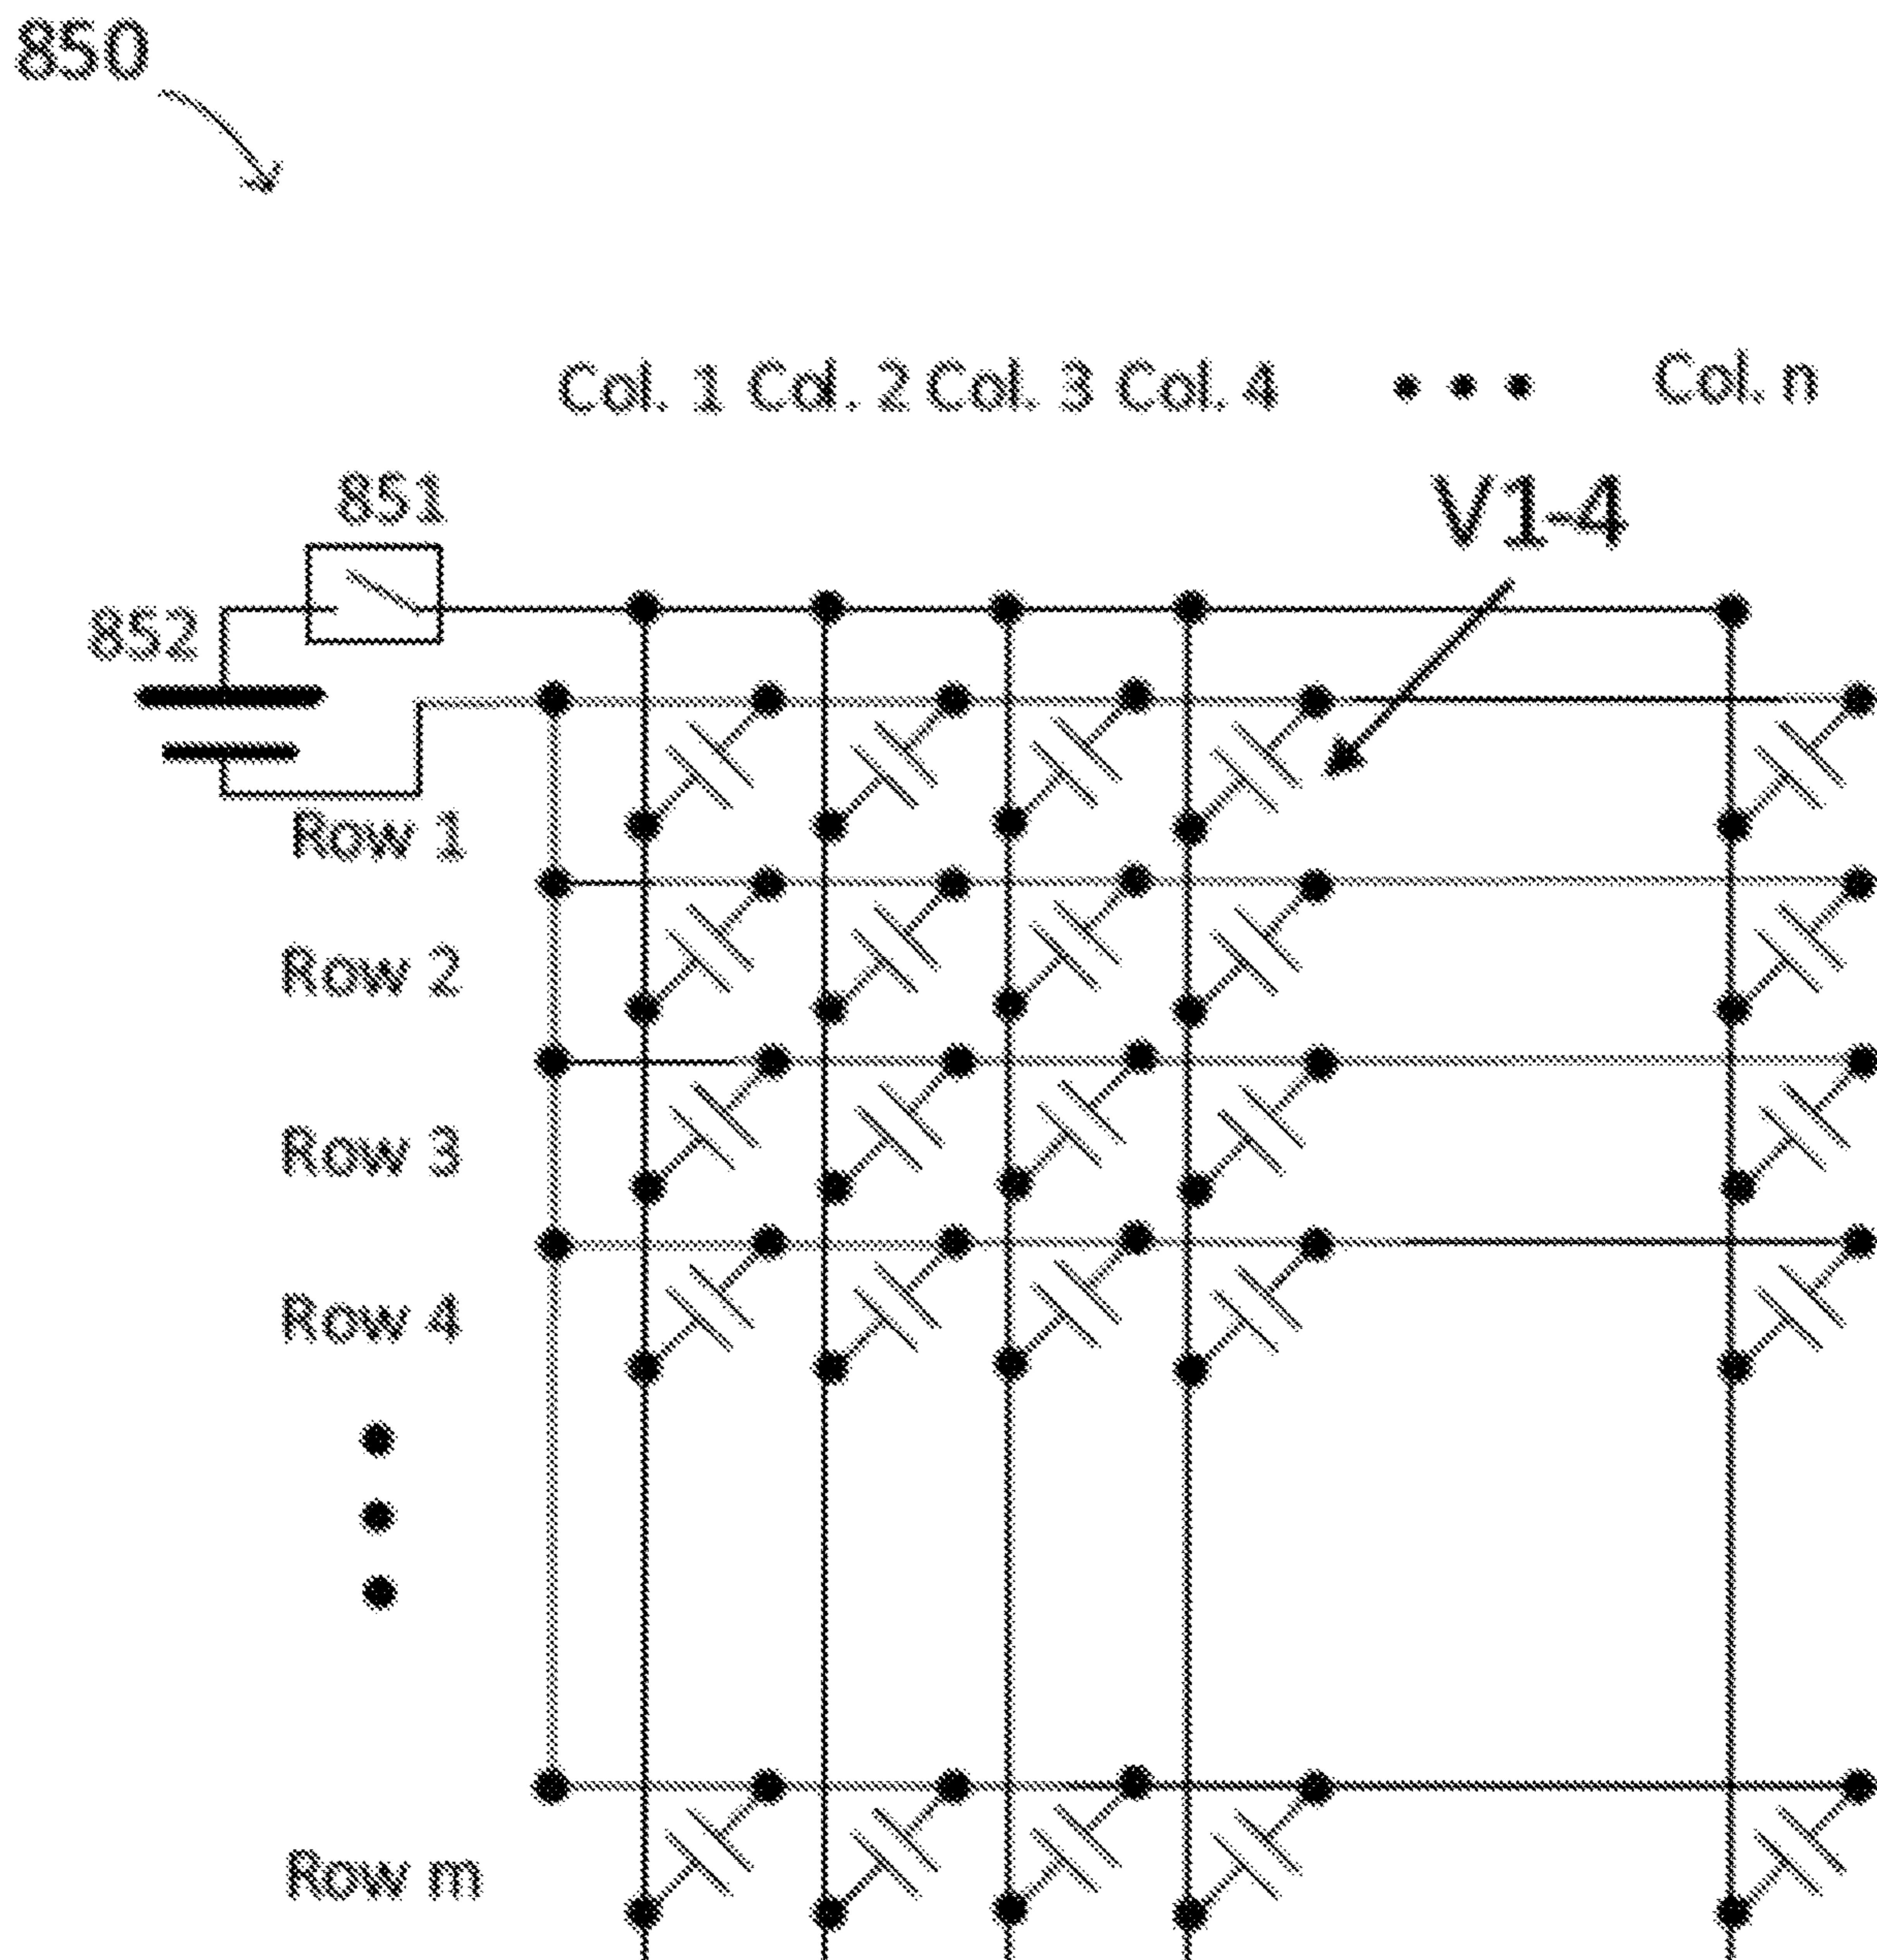 850
Col. 1 Col. 2 Col. 3 Col. 4 • • • Col. n
851
V1-4
852
Row 1
Row 2
Row 3
Row 4
Row m